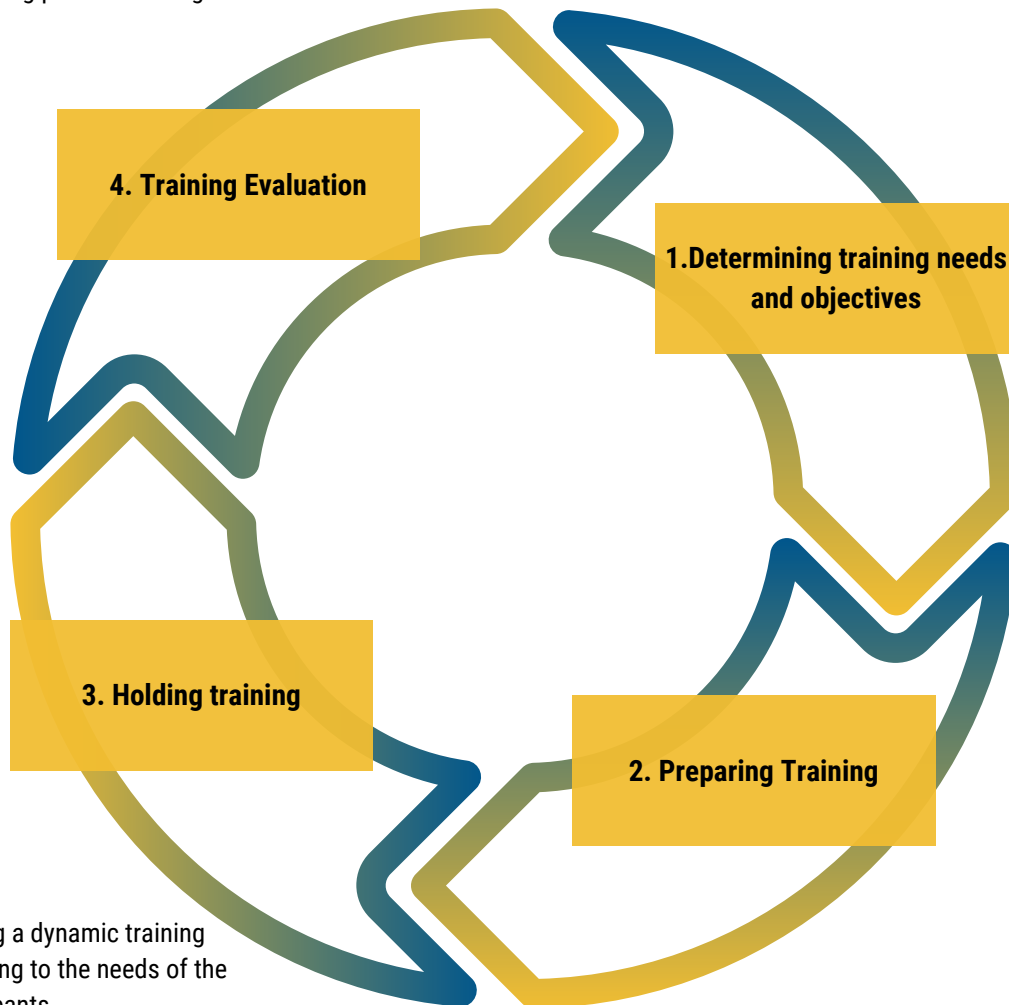 4. Training Evaluation
1.Determining training needs
and objectives
3. Holding training
2. Preparing Training
a dynamic training
to the needs of the